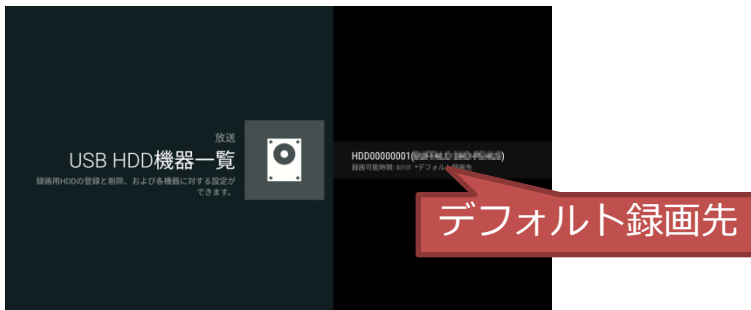 放送
USB HDD機器一覧
録画用HDDの登録と削除、および各機器に対する設定が
できます。
HDD00000001()
録画可能時間: *デフォルト録画先
デフォルト録画先